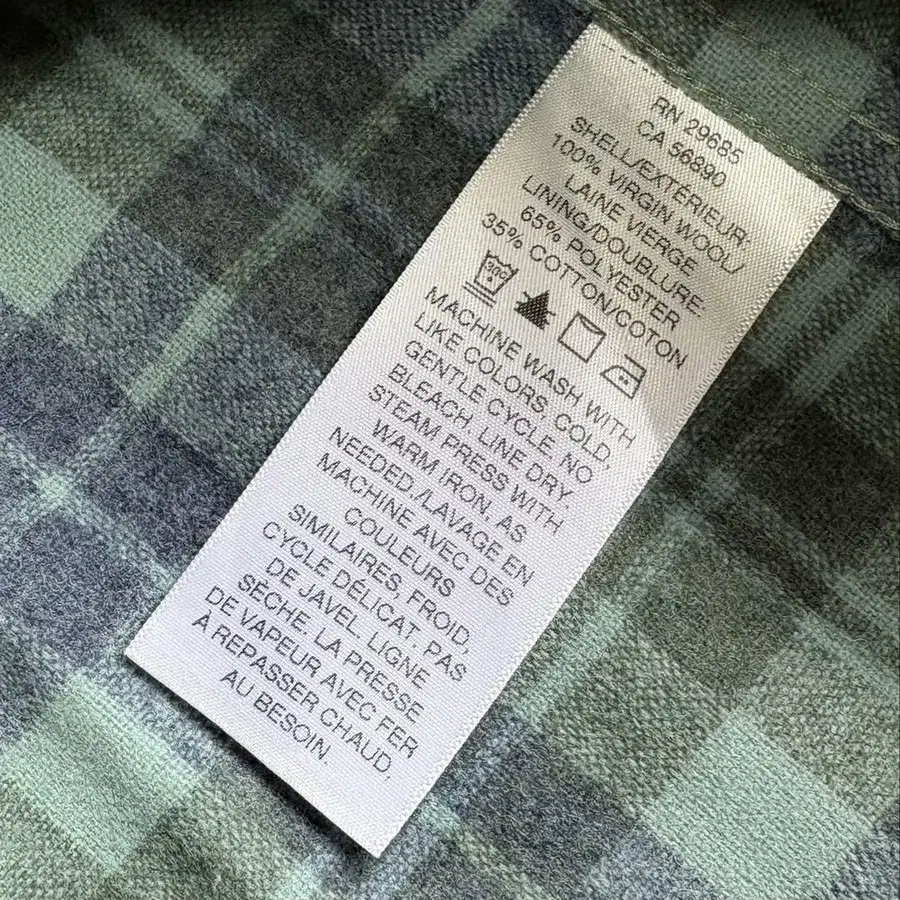 RN 29685
CA 56890
SHELL/EXTÉRIEUR:
100% VIRGIN WOOL/
LAINE VIERGE
LINING/DOUBLURE:
65% POLYESTER
35% COTTON/COTON
MACHINE WASH WITH
LIKE COLORS, COLD,
GENTLE CYCLE. NO
BLEACH. LINE DRY.
STEAM PRESS WITH
WARM IRON, AS
NEEDED./LAVAGE EN
MACHINE AVEC DES
COULEURS
SIMILAIRES, FROID,
CYCLE DÉLICAT. PAS
DE JAVEL. LIGNE
SÈCHE. LA PRESSE
DE VAPEUR AVEC FER
À REPASSER CHAUD,
AU BESOIN.